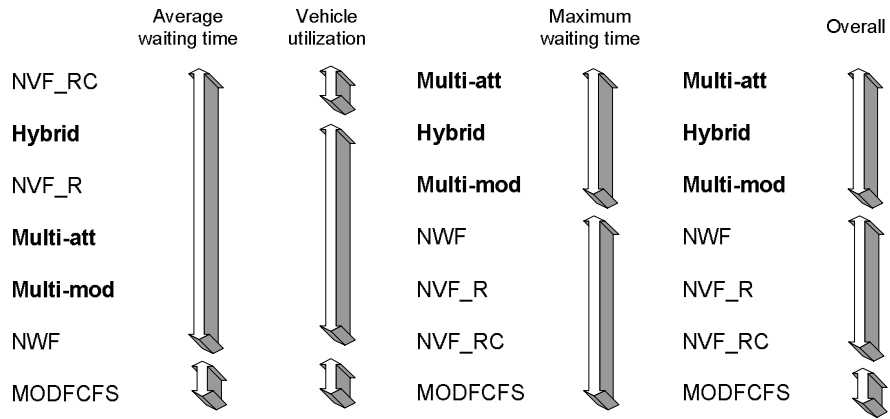 Average waiting time
Vehicle utilization
Maximum waiting time
Overall
NVF_RC
Multi-att
Multi-att
Hybrid
Hybrid
Hybrid
NVF_R
Multi-mod
Multi-mod
Multi-att
NWF
NWF
Multi-mod
NVF_R
NVF_R
NWF
NVF_RC
NVF_RC
MODFCFS
MODFCFS
MODFCFS